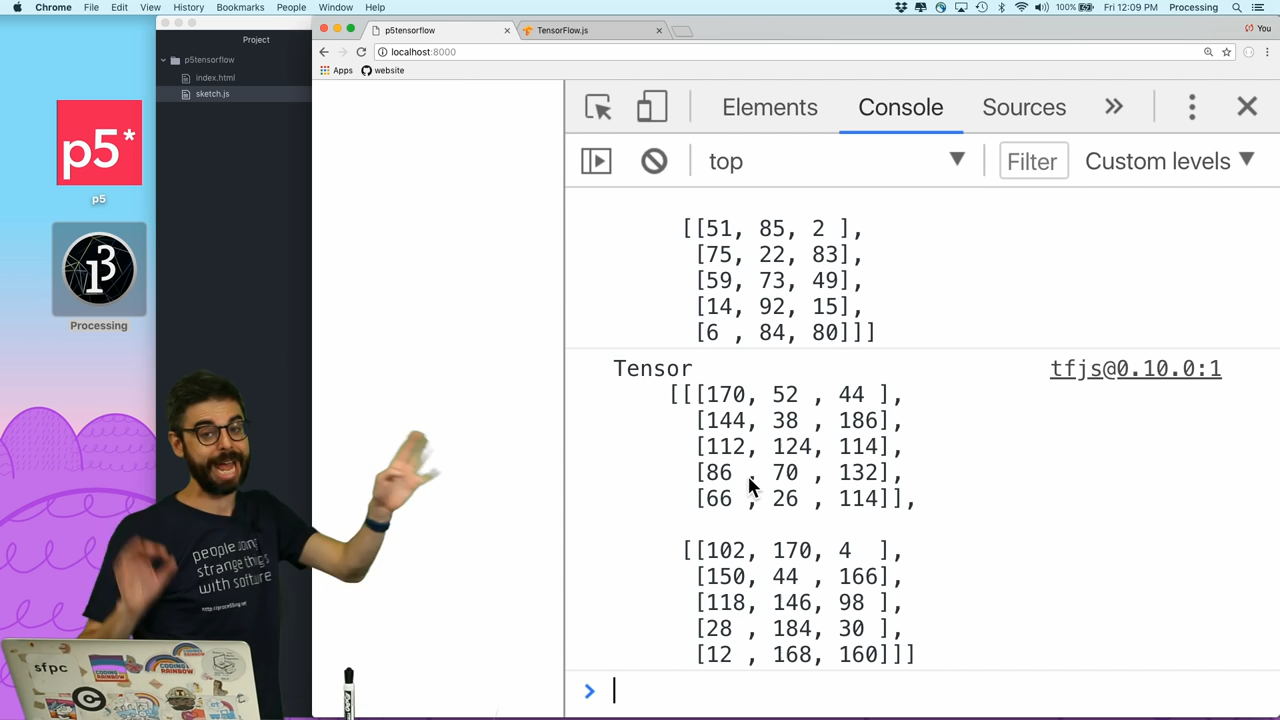 Chrome File Edit View History Bookmarks People Window Help 100% Fri 12:09 PM Processing
Project
p5tensorflow
index.html
sketch.js
p5tensorflow
TensorFlow.js
You
localhost:8000
Apps website
p5*
p5
Processing
Elements Console Sources
top Filter Custom levels
[[51, 85, 2 ],
[75, 22, 83],
[59, 73, 49],
[14, 92, 15],
[6 , 84, 80]]]
Tensor tfjs@0.10.0:1
[[[170, 52 , 44 ],
[144, 38 , 186],
[112, 124, 114],
[86 , 70 , 132],
[66 , 26 , 114]],
[[102, 170, 4 ],
[150, 44 , 166],
[118, 146, 98 ],
[28 , 184, 30 ],
[12 , 168, 160]]]
people doing
strange things
with software
sfpc
CODING
RAINBOW